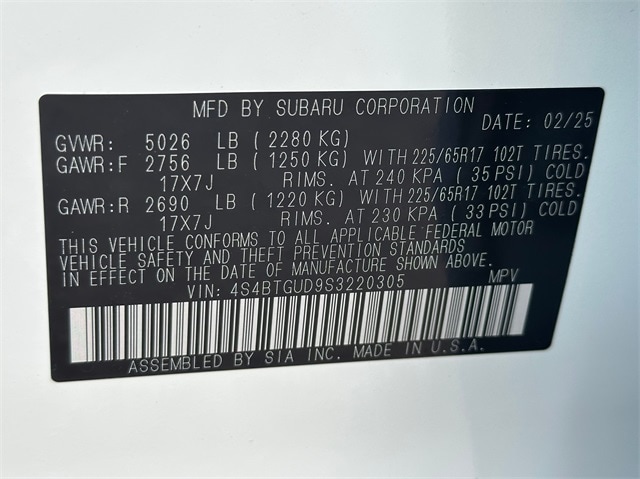 MFD BY SUBARU CORPORATION DATE: 02/25
GVWR: 5026 LB (2280 KG)
GAWR:F 2756 LB (1250 KG) WITH 225/65R17 102T TIRES.
17X7J RIMS. AT 240 KPA (35 PSI) COLD
GAWR:R 2690 LB (1220 KG) WITH 225/65R17 102T TIRES.
17X7J RIMS. AT 230 KPA (33 PSI) COLD
THIS VEHICLE CONFORMS TO ALL APPLICABLE FEDERAL MOTOR
VEHICLE SAFETY AND THEFT PREVENTION STANDARDS
IN EFFECT ON THE DATE OF MANUFACTURE SHOWN ABOVE.
VIN: 4S4BTGUD9S3220305 MPV
ASSEMBLED BY SIA INC. MADE IN U.S.A.